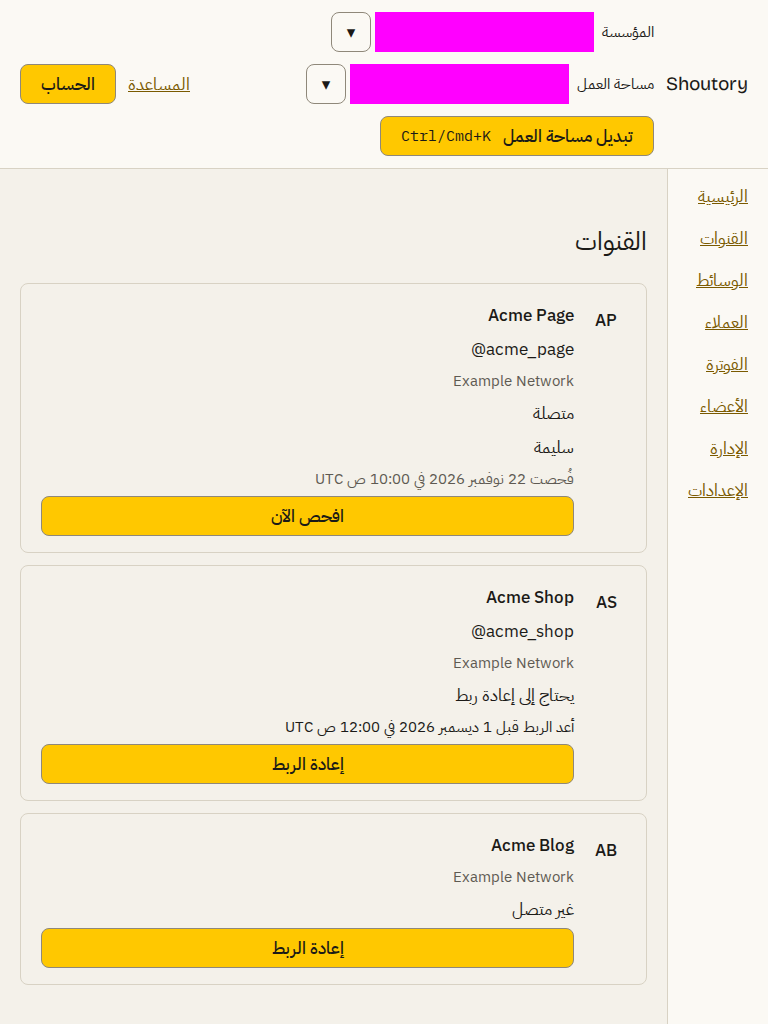 المؤسسة
▼
Shoutory
مساحة العمل
▼
المساعدة
الحساب
تبديل مساحة العمل Ctrl/Cmd+K
الرئيسية
القنوات
الوسائط
العملاء
الفوترة
الأعضاء
الإدارة
الإعدادات
القنوات
AP
Acme Page
@acme_page
Example Network
متصلة
سليمة
فُحصت 22 نوفمبر 2026 في 10:00 ص UTC
افحص الآن
AS
Acme Shop
@acme_shop
Example Network
يحتاج إلى إعادة ربط
أعد الربط قبل 1 ديسمبر 2026 في 12:00 ص UTC
إعادة الربط
AB
Acme Blog
Example Network
غير متصل
إعادة الربط